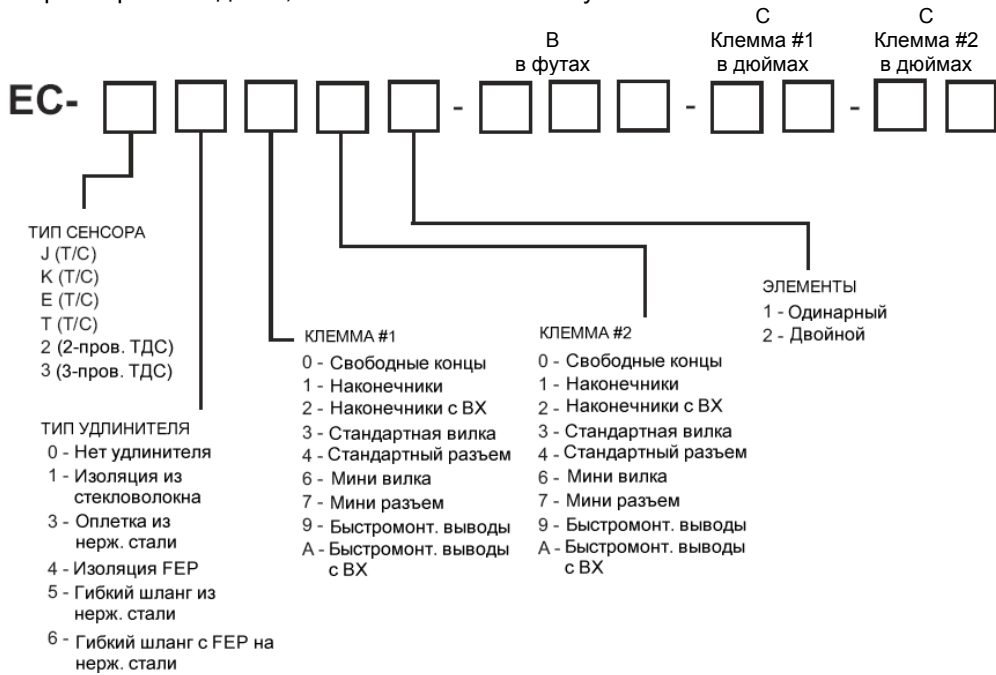 C
C
B
Клемма #1
Клемма #2
в футах
в дюймах
в дюймах
EC-
-
-
-
ТИП СЕНСОРА
J (T/C)
K (T/C)
E (T/C)
T (T/C)
2 (2-пров. ТДС)
3 (3-пров. ТДС)
ТИП УДЛИНИТЕЛЯ
0 - Нет удлинителя
1 - Изоляция из
стекловолокна
3 - Оплетка из
нерж. стали
4 - Изоляция FEP
5 - Гибкий шланг из
нерж. стали
6 - Гибкий шланг с FEP на
нерж. стали
КЛЕММА #1
0 - Свободные концы
1 - Наконечники
2 - Наконечники с BX
3 - Стандартная вилка
4 - Стандартный разъем
6 - Мини вилка
7 - Мини разъем
9 - Быстромонт. выводы
A - Быстромонт. выводы
с BX
КЛЕММА #2
0 - Свободные концы
1 - Наконечники
2 - Наконечники с BX
3 - Стандартная вилка
4 - Стандартный разъем
6 - Мини вилка
7 - Мини разъем
9 - Быстромонт. выводы
A - Быстромонт. выводы
с BX
ЭЛЕМЕНТЫ
1 - Одинарный
2 - Двойной